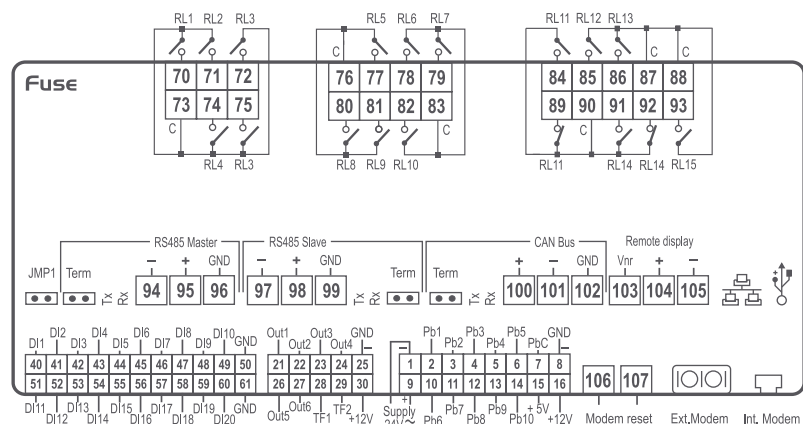 RL1 RL2 RL3 RL5 RL6 RL7 RL11 RL12 RL13
C C C
70 71 72 76 77 78 79 84 85 86 87 88
Fuse
73 74 75 80 81 82 83 89 90 91 92 93
C C C
RL4 RL3 RL8 RL9 RL10 RL11 RL14 RL14 RL15
RS485 Master RS485 Slave CAN Bus Remote display
JMP1 Term − + GND − + GND Term Term + − GND Vnr + −
Tx Rx 94 95 96 97 98 99 Tx Rx Tx Rx 100 101 102 103 104 105
DI2 DI4 DI6 DI8 DI10 Out1 Out3 GND Pb1 Pb3 Pb5 GND
DI1 DI3 DI5 DI7 DI9 GND Out2 Out4 − − Pb2 Pb4 PbC −
40 41 42 43 44 45 46 47 48 49 50 21 22 23 24 25 1 2 3 4 5 6 7 8
51 52 53 54 55 56 57 58 59 60 61 26 27 28 29 30 9 10 11 12 13 14 15 16 106 107
DI11 DI13 DI15 DI17 DI19 GND Out6 TF2 + Supply Pb7 Pb9 + 5V
DI12 DI14 DI16 DI18 DI20 Out5 TF1 +12V 24V ~ Pb6 Pb8 Pb10 +12V Modem reset Ext.Modem Int. Modem